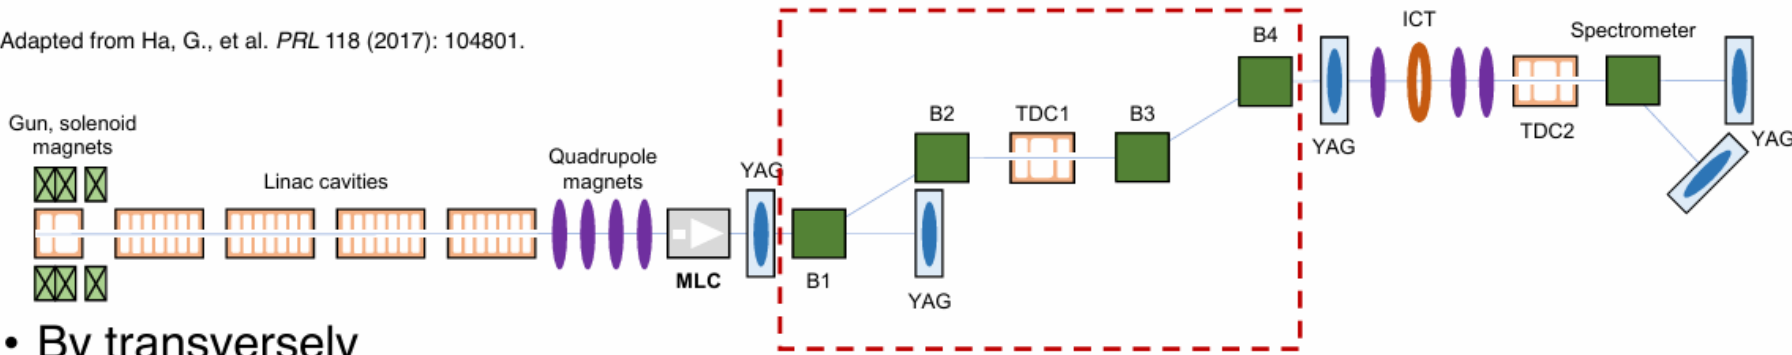 Adapted from Ha, G., et al. PRL 118 (2017): 104801.
Gun, solenoid
magnets
Linac cavities
Quadrupole
magnets
MLC
YAG
B1
YAG
B2
TDC1
B3
B4
YAG
ICT
TDC2
Spectrometer
YAG
• By transversely